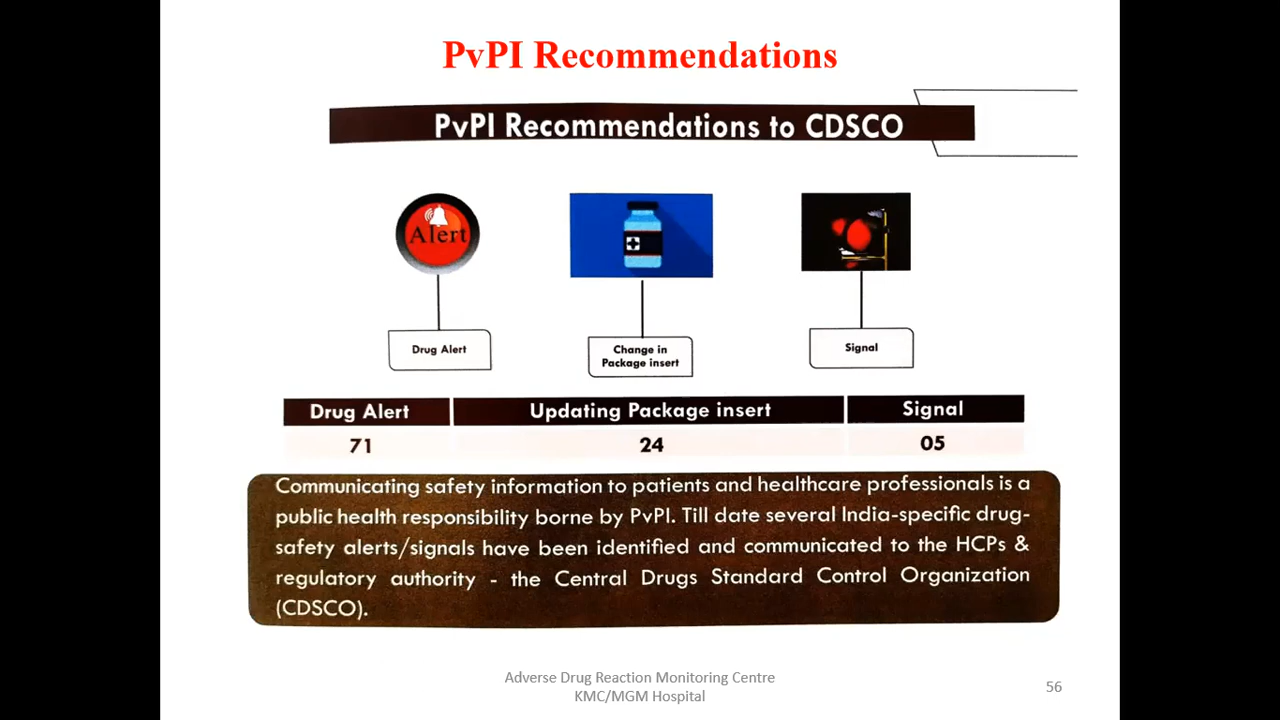 PvPI Recommendations
PvPI Recommendations to CDSCO
Alert
Drug Alert
Change in
Package insert
Signal
Drug Alert Updating Package insert Signal
71 24 05
Communicating safety information to patients and healthcare professionals is a
public health responsibility borne by PvPI. Till date several India-specific drug-
safety alerts/signals have been identified and communicated to the HCPs &
regulatory authority - the Central Drugs Standard Control Organization
(CDSCO).
Adverse Drug Reaction Monitoring Centre
KMC/MGM Hospital
56